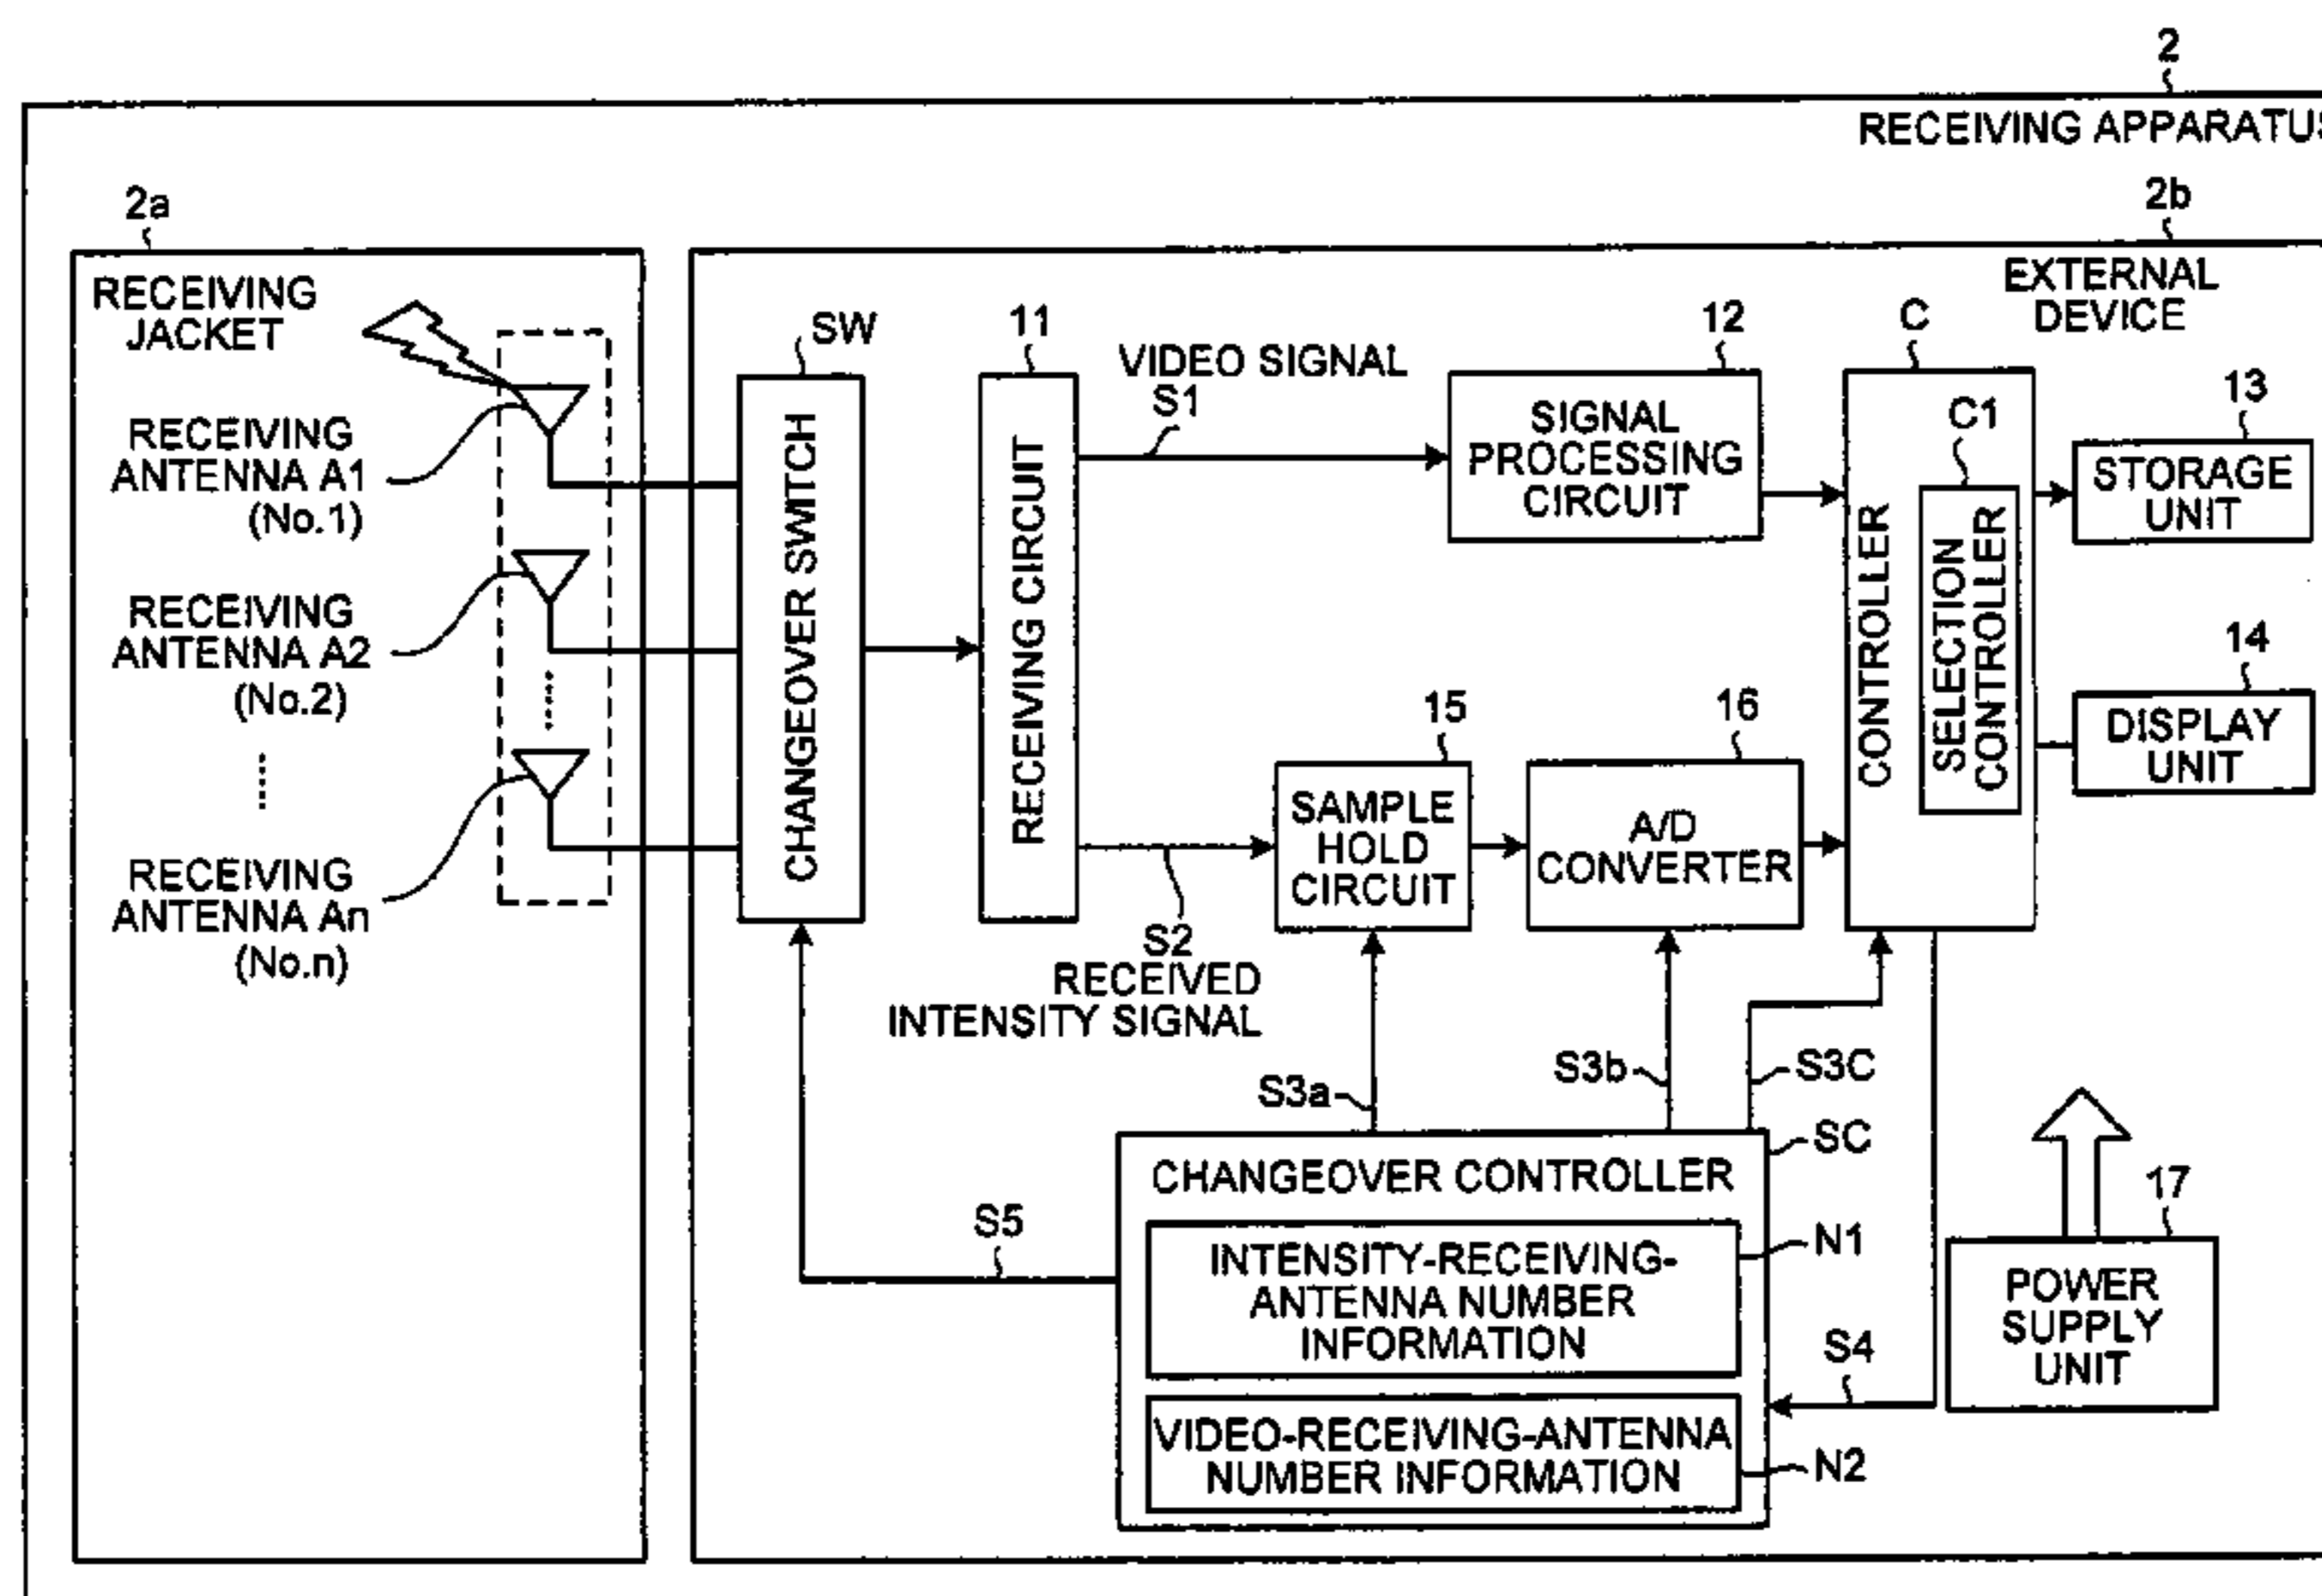 2
RECEIVING APPARATUS
2a
2b
RECEIVING
JACKET
EXTERNAL
DEVICE
SW
11
VIDEO SIGNAL
S1
12
C
C1
13
RECEIVING
ANTENNA A1
(No.1)
CHANGEOVER SWITCH
RECEIVING CIRCUIT
SIGNAL
PROCESSING
CIRCUIT
CONTROLLER
SELECTION
CONTROLLER
STORAGE
UNIT
RECEIVING
ANTENNA A2
(No.2)
14
DISPLAY
UNIT
15
16
SAMPLE
HOLD
CIRCUIT
A/D
CONVERTER
RECEIVING
ANTENNA An
(No.n)
S2
RECEIVED
INTENSITY SIGNAL
S3a
S3b
S3C
SC
CHANGEOVER CONTROLLER
S5
N1
INTENSITY-RECEIVING-
ANTENNA NUMBER
INFORMATION
17
POWER
SUPPLY
UNIT
S4
VIDEO-RECEIVING-ANTENNA
NUMBER INFORMATION
N2